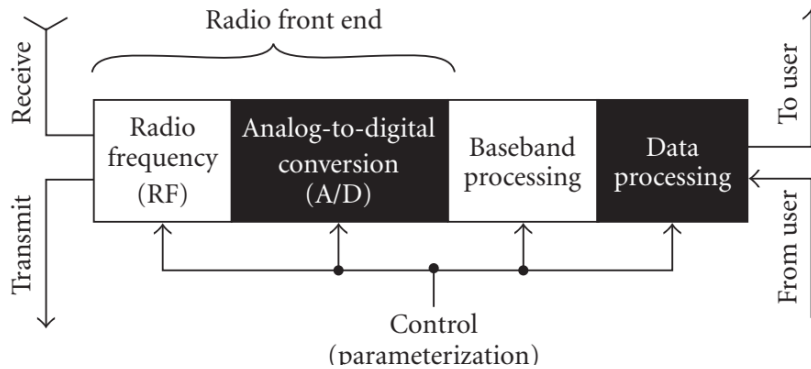 Radio front end
Receive
Transmit
Radio
frequency
(RF)
Analog-to-digital
conversion
(A/D)
Baseband
processing
Data
processing
To user
From user
Control
(parameterization)